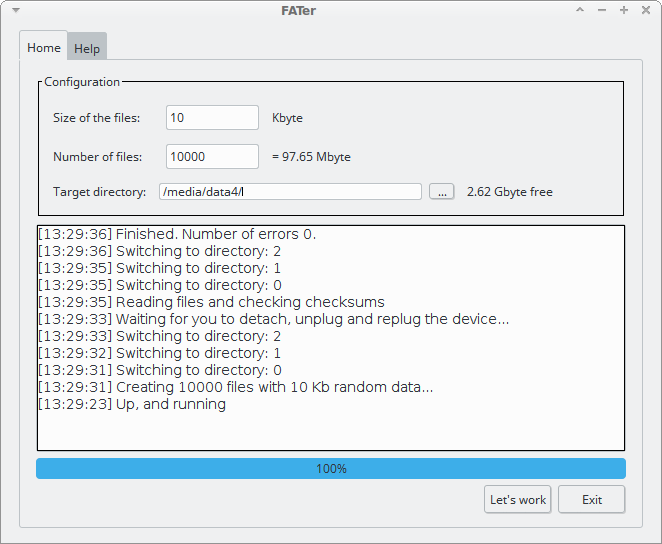 FATer
Home Help
Configuration
Size of the files: 10 Kbyte
Number of files: 10000 = 97.65 Mbyte
Target directory: /media/data4/ ... 2.62 Gbyte free
[13:29:36] Finished. Number of errors 0.
[13:29:36] Switching to directory: 2
[13:29:35] Switching to directory: 1
[13:29:35] Switching to directory: 0
[13:29:35] Reading files and checking checksums
[13:29:33] Waiting for you to detach, unplug and replug the device...
[13:29:33] Switching to directory: 2
[13:29:32] Switching to directory: 1
[13:29:31] Switching to directory: 0
[13:29:31] Creating 10000 files with 10 Kb random data...
[13:29:23] Up, and running
100%
Let's work Exit